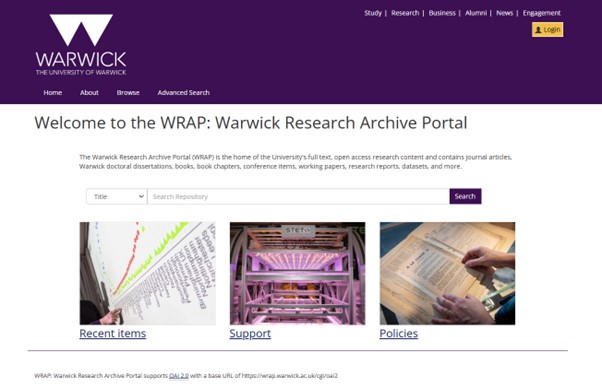 Study | Research | Business | Alumni | News | Engagement
Login
WARWICK
THE UNIVERSITY OF WARWICK
Home About Browse Advanced Search
Welcome to the WRAP: Warwick Research Archive Portal
The Warwick Research Archive Portal (WRAP) is the home of the University's full text, open access research content and contains journal articles,
Warwick doctoral dissertations, books, book chapters, conference items, working papers, research reports, datasets, and more.
Title Search Repository Search
Recent items Support Policies
WRAP: Warwick Research Archive Portal supports OAI 2.0 with a base URL of https://wrap.warwick.ac.uk/cgi/oai2